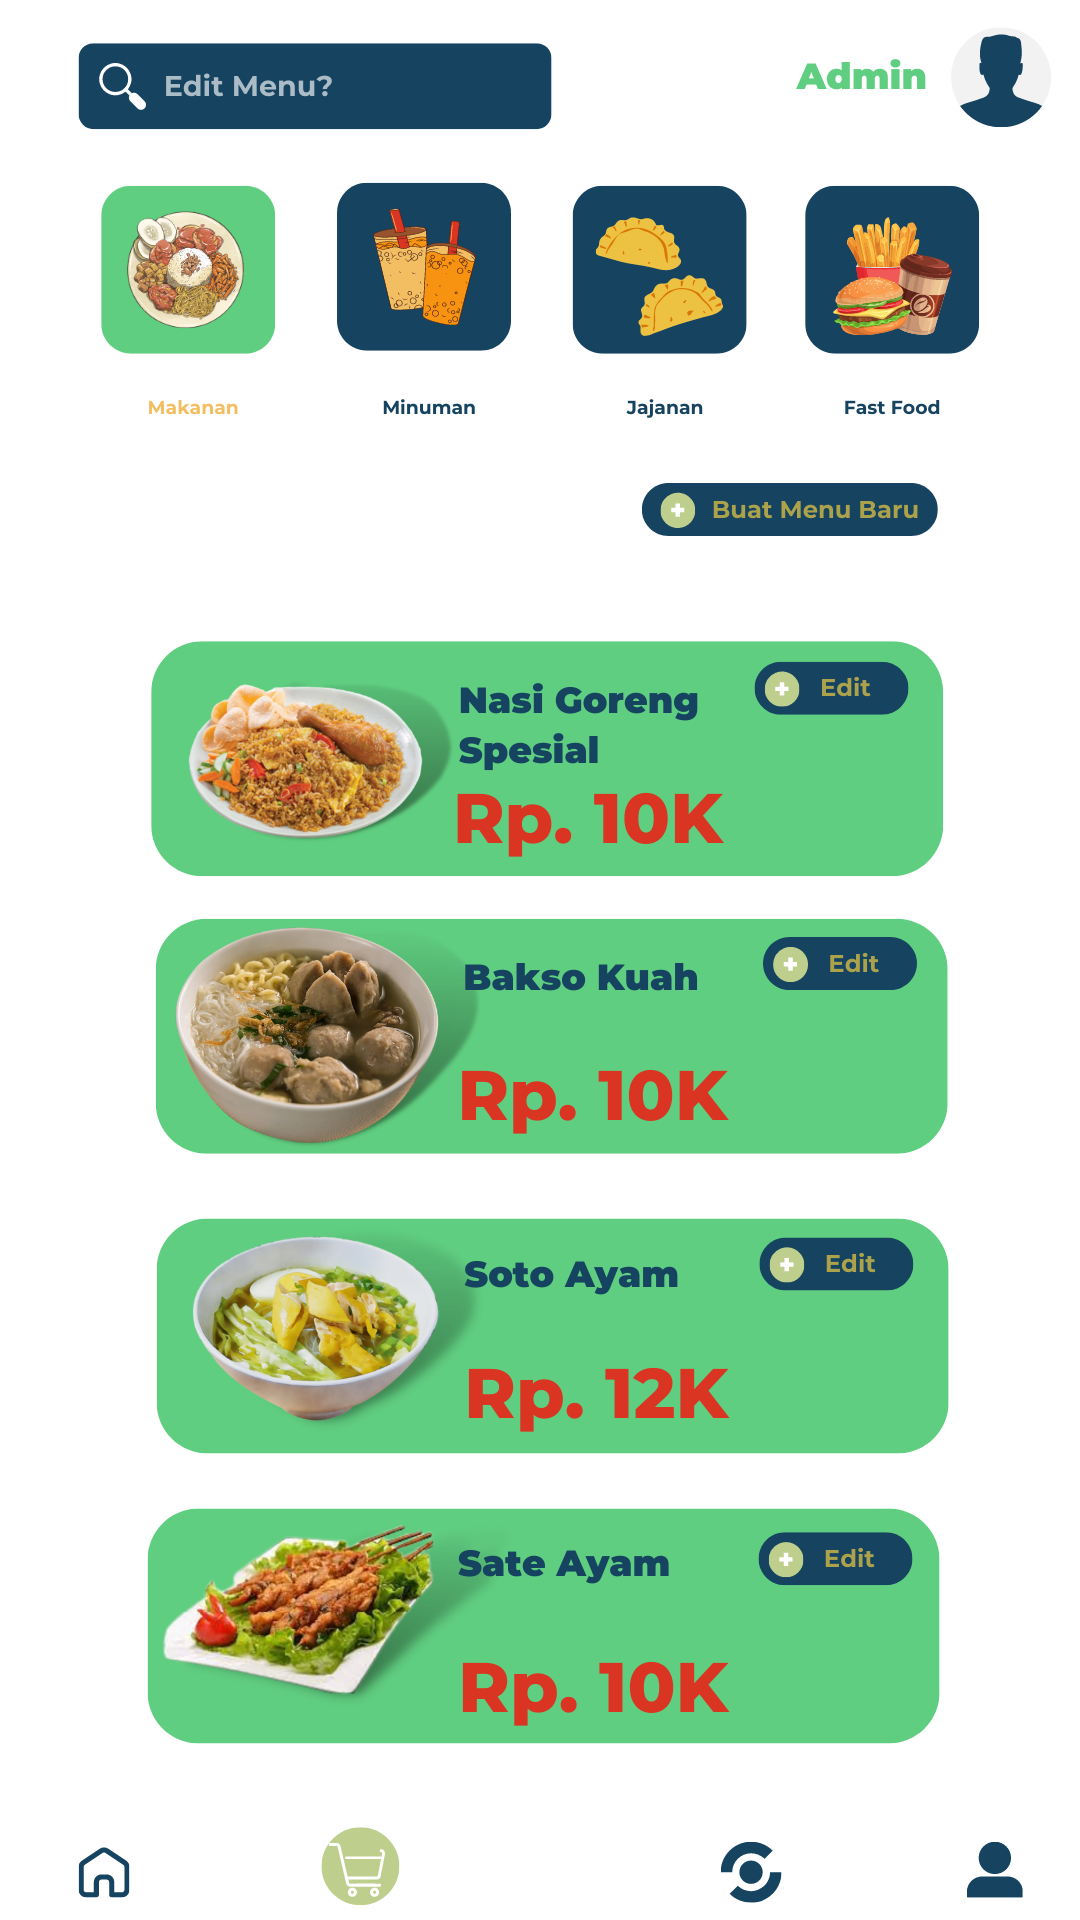 Edit Menu?
Admin
Makanan
Minuman
Jajanan
Fast Food
Buat Menu Baru
Nasi Goreng
Spesial
Edit
Rp. 10K
Bakso Kuah
Edit
Rp. 10K
Soto Ayam
Edit
Rp. 12K
Sate Ayam
Edit
Rp. 10K